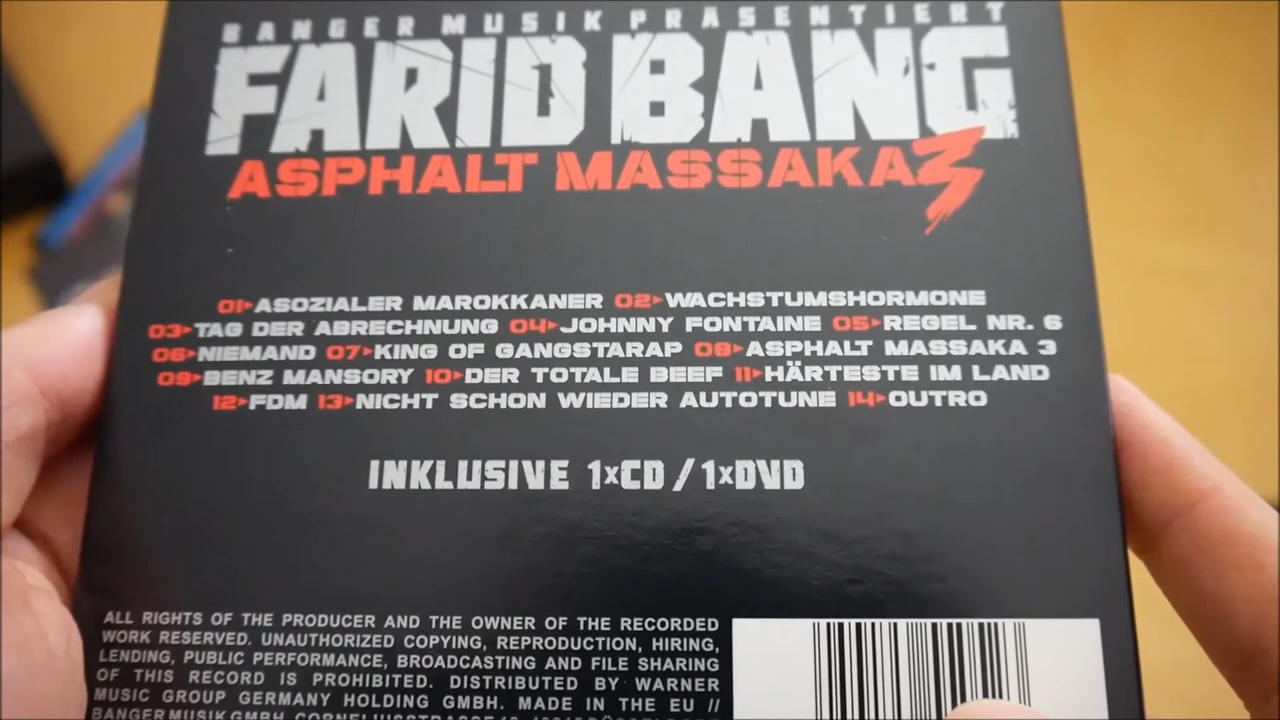 BANGER MUSIK PRÄSENTIERT
FARID BANG
ASPHALT MASSAKA 3
01▸ASOZIALER MAROKKANER 02▸WACHSTUMSHORMONE
03▸TAG DER ABRECHNUNG 04▸JOHNNY FONTAINE 05▸REGEL NR. 6
06▸NIEMAND 07▸KING OF GANGSTARAP 08▸ASPHALT MASSAKA 3
09▸BENZ MANSORY 10▸DER TOTALE BEEF 11▸HÄRTESTE IM LAND
12▸FDM 13▸NICHT SCHON WIEDER AUTOTUNE 14▸OUTRO
INKLUSIVE 1xCD / 1xDVD
ALL RIGHTS OF THE PRODUCER AND THE OWNER OF THE RECORDED
WORK RESERVED. UNAUTHORIZED COPYING, REPRODUCTION, HIRING,
LENDING, PUBLIC PERFORMANCE, BROADCASTING AND FILE SHARING
OF THIS RECORD IS PROHIBITED. DISTRIBUTED BY WARNER
MUSIC GROUP GERMANY HOLDING GMBH. MADE IN THE EU //
BANGERMUSIK GMBH, CORNELIUSSTRASSE